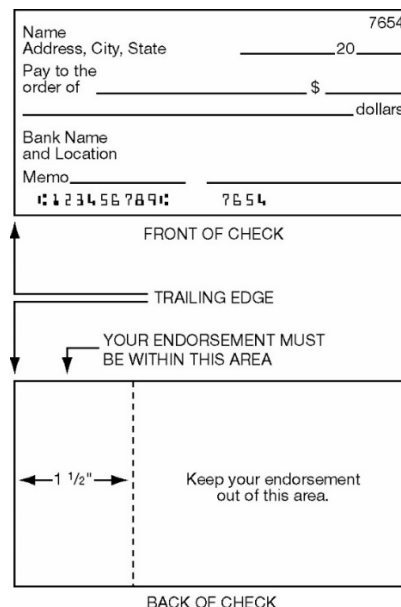 7654
Name
Address, City, State 20
Pay to the
order of $
dollars
Bank Name
and Location
Memo
⑆123456789⑆ 7654
FRONT OF CHECK
TRAILING EDGE
YOUR ENDORSEMENT MUST
BE WITHIN THIS AREA
1 1/2"
Keep your endorsement
out of this area.
BACK OF CHECK